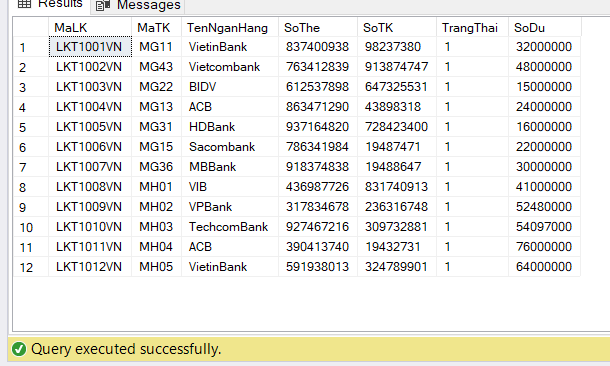 Results Messages
MaLK MaTK TenNganHang SoThe SoTK TrangThai SoDu
1 LKT1001VN MG11 VietinBank 837400938 98237380 1 32000000
2 LKT1002VN MG43 Vietcombank 763412839 913874747 1 48000000
3 LKT1003VN MG22 BIDV 612537898 647325531 1 15000000
4 LKT1004VN MG13 ACB 863471290 43898318 1 24000000
5 LKT1005VN MG31 HDBank 937164820 728423400 1 16000000
6 LKT1006VN MG15 Sacombank 786341984 19487471 1 22000000
7 LKT1007VN MG36 MBBank 918374838 19488647 1 30000000
8 LKT1008VN MH01 VIB 436987726 831740913 1 41000000
9 LKT1009VN MH02 VPBank 317834678 236316748 1 52480000
10 LKT1010VN MH03 TechcomBank 927467216 309732881 1 54097000
11 LKT1011VN MH04 ACB 390413740 19432731 1 76000000
12 LKT1012VN MH05 VietinBank 591938013 324789901 1 64000000
Query executed successfully.